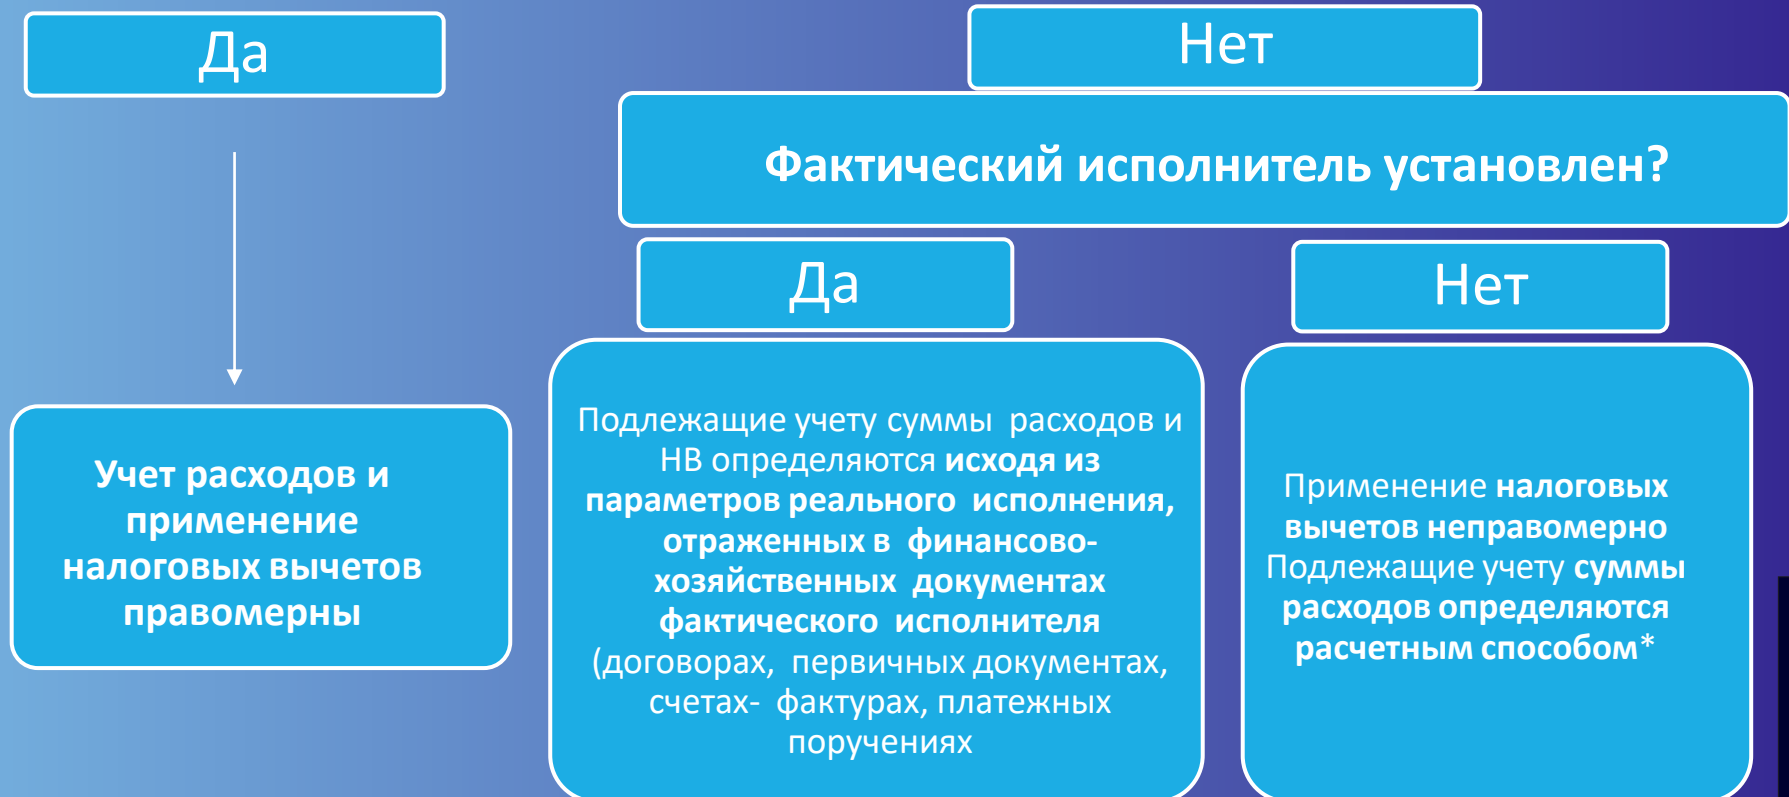 Да
Нет
Фактический исполнитель установлен?
Да
Нет
Учет расходов и
применение
налоговых вычетов
правомерны
Подлежащие учету суммы расходов и
НВ определяются исходя из
параметров реального исполнения,
отраженных в финансово-
хозяйственных документах
фактического исполнителя
(договорах, первичных документах,
счетах- фактурах, платежных
поручениях
Применение налоговых
вычетов неправомерно
Подлежащие учету суммы
расходов определяются
расчетным способом*